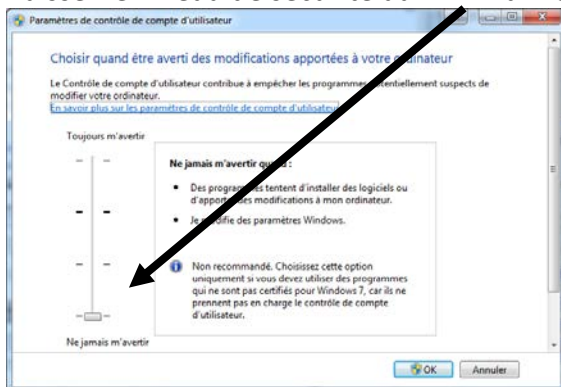 Paramètres de contrôle de compte d'utilisateur
Choisir quand être averti des modifications apportées à votre ordinateur
Le Contrôle de compte d'utilisateur contribue à empêcher les programmes potentiellement suspects de
modifier votre ordinateur.
En savoir plus sur les paramètres de contrôle de compte d'utilisateur
Toujours m'avertir
Ne jamais m'avertir quand :
• Des programmes tentent d'installer des logiciels ou
d'apporter des modifications à mon ordinateur.
• Je modifie des paramètres Windows.
Non recommandé. Choisissez cette option
uniquement si vous devez utiliser des programmes
qui ne sont pas certifiés pour Windows 7, car ils ne
prennent pas en charge le contrôle de compte
d'utilisateur.
Ne jamais m'avertir
OK
Annuler